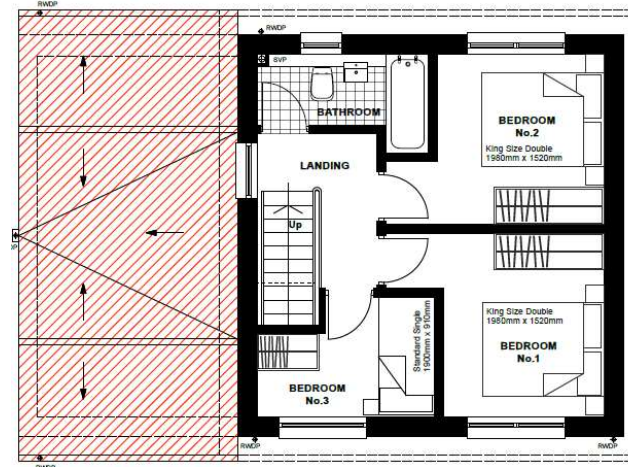 RWDP
RWDP
SVP
BATHROOM
BEDROOM
No.2
King Size Double
1980mm x 1520mm
LANDING
Up
King Size Double
1980mm x 1520mm
BEDROOM
No.1
Standard Single
1900mm x 910mm
BEDROOM
No.3
RWDP
RWDP
RWDP